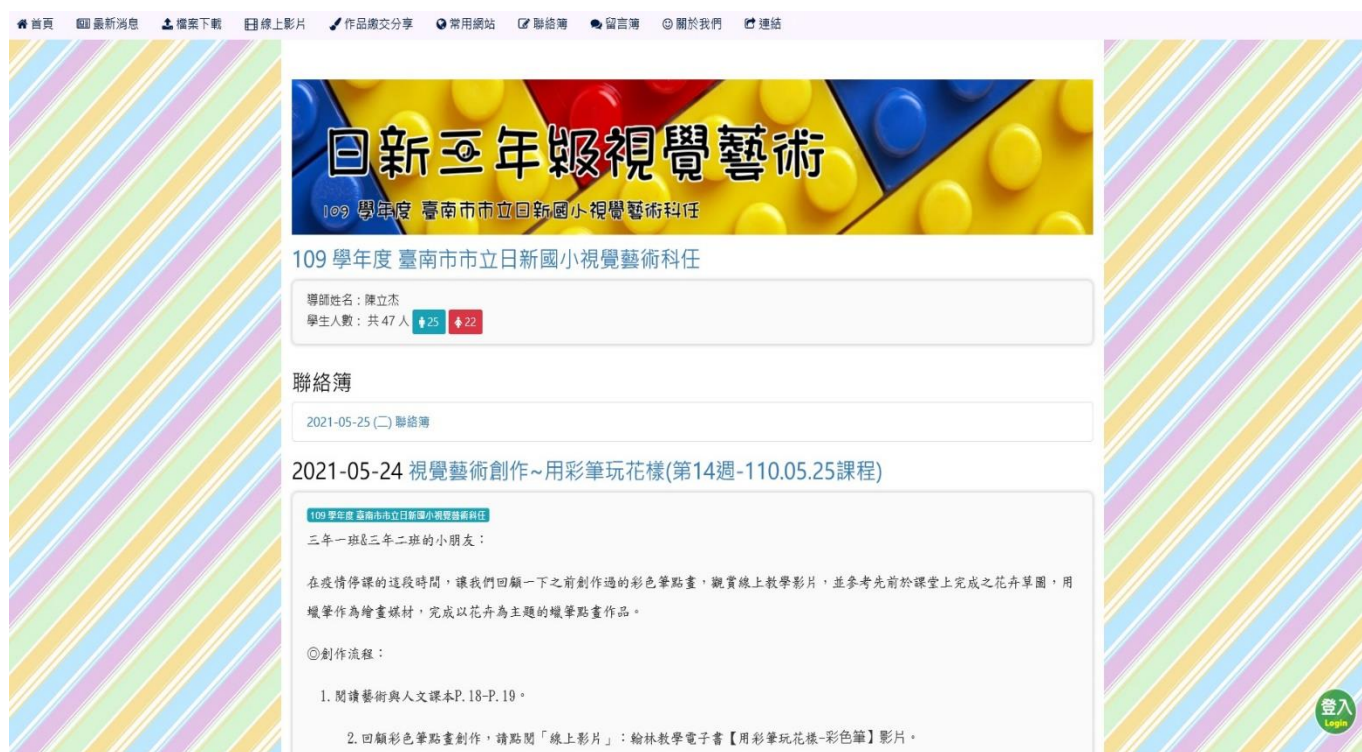 首頁 最新消息 檔案下載 線上影片 作品繳交分享 常用網站 聯絡簿 留言簿 關於我們 連結
日新三年級視覺藝術
109 學年度 臺南市市立日新國小視覺藝術科任
109 學年度 臺南市市立日新國小視覺藝術科任
導師姓名：陳立杰
學生人數： 共 47 人 25 22
聯絡簿
2021-05-25 (二) 聯絡簿
2021-05-24 視覺藝術創作~用彩筆玩花樣(第14週-110.05.25課程)
109 學年度 臺南市市立日新國小視覺藝術科任
三年一班&三年二班的小朋友：
在疫情停課的這段時間，讓我們回顧一下之前創作過的彩色筆點畫，觀賞線上教學影片，並參考先前於課堂上完成之花卉草圖，用
蠟筆作為繪畫媒材，完成以花卉為主題的蠟筆點畫作品。
◎創作流程：
1. 閱讀藝術與人文課本P.18-P.19。
2. 回顧彩色筆點畫創作，請點閱「線上影片」：翰林教學電子書【用彩筆玩花樣-彩色筆】影片。
登入
Login